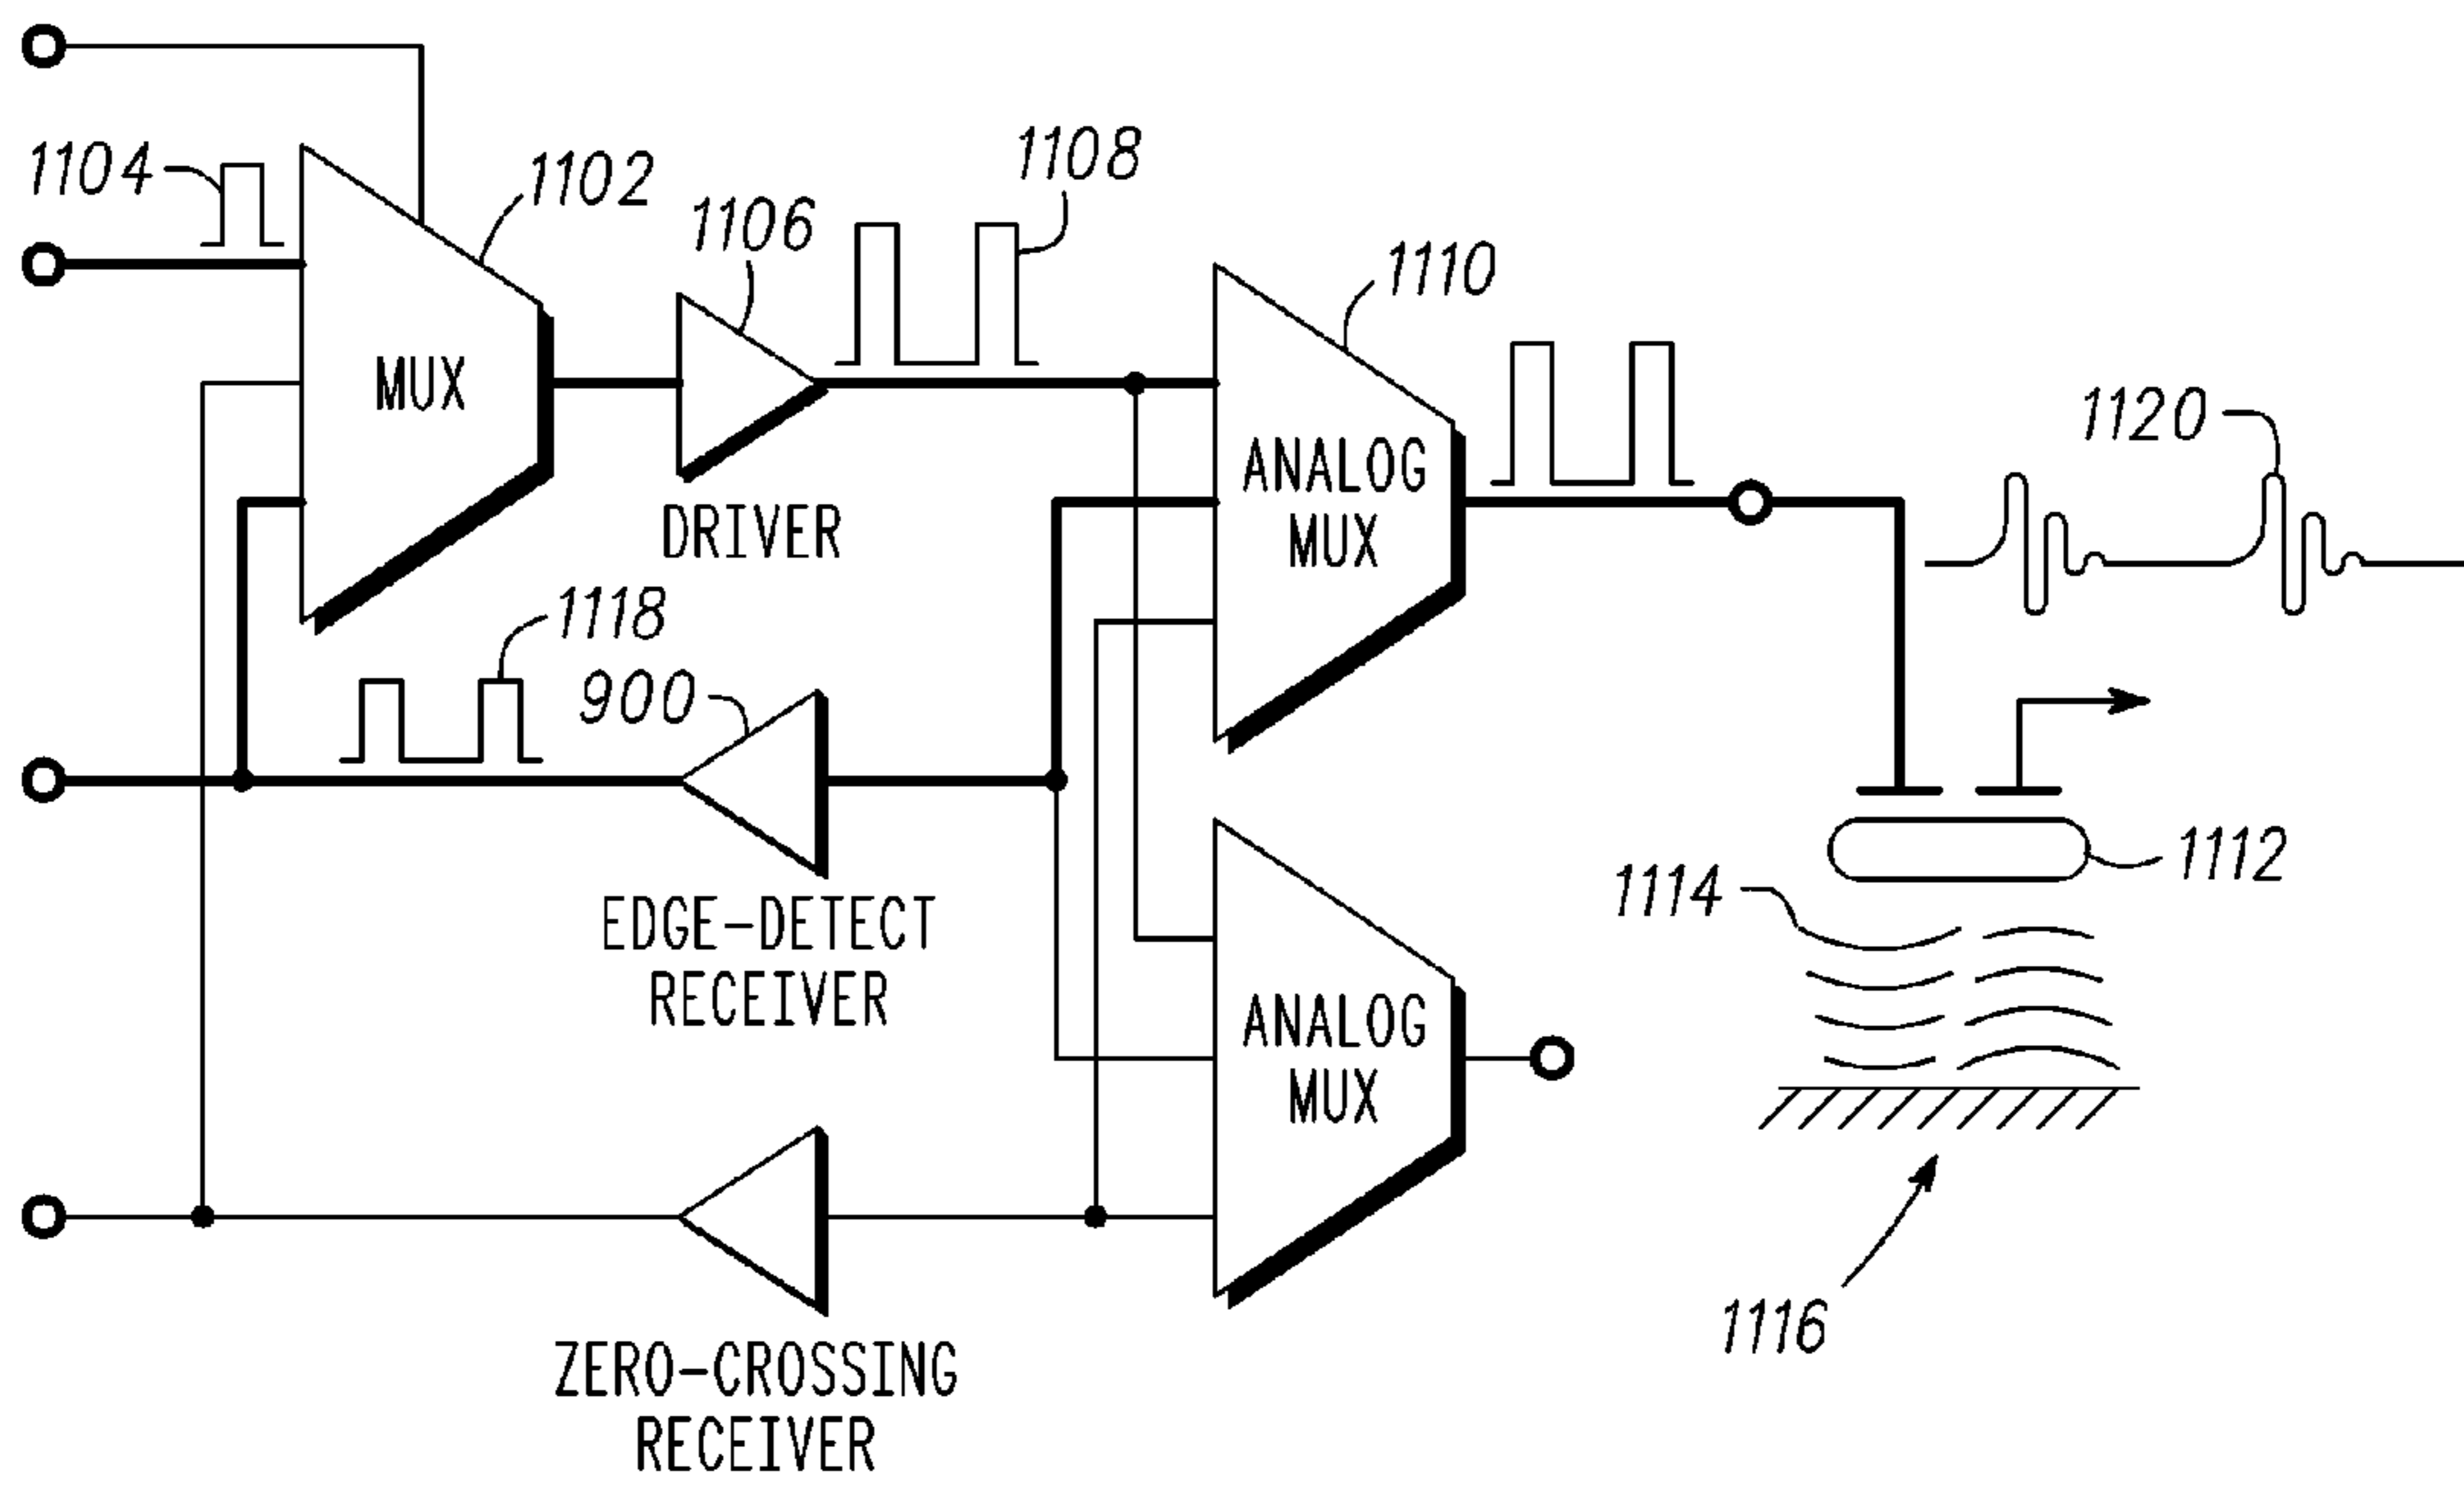 1104
1102
1106
1108
1110
1120
MUX
DRIVER
ANALOG
MUX
1118
900
EDGE-DETECT
RECEIVER
1112
1114
ANALOG
MUX
1116
ZERO-CROSSING
RECEIVER